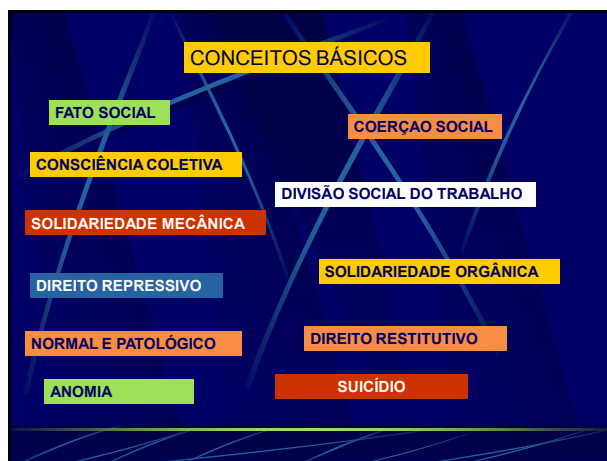 CONCEITOS BÁSICOS
FATO SOCIAL
COERÇAO SOCIAL
CONSCIÊNCIA COLETIVA
DIVISÃO SOCIAL DO TRABALHO
SOLIDARIEDADE MECÂNICA
SOLIDARIEDADE ORGÂNICA
DIREITO REPRESSIVO
DIREITO RESTITUTIVO
NORMAL E PATOLÓGICO
SUICÍDIO
ANOMIA